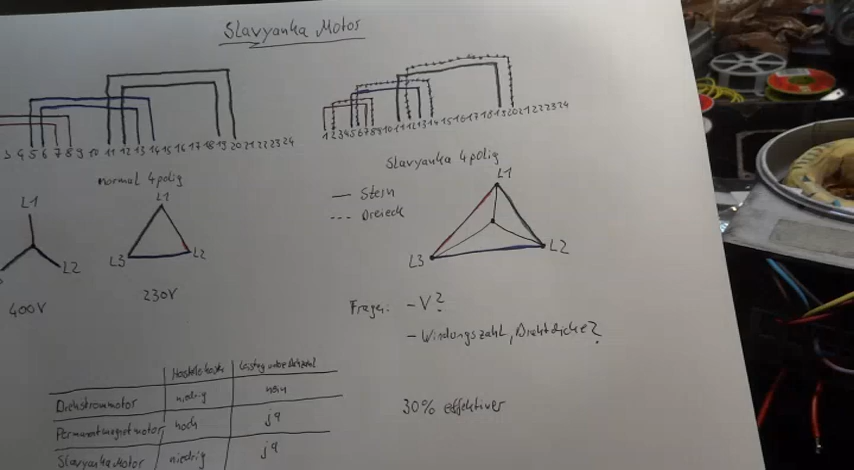 Slavyanka Motor
3 4 5 6 7 8 9 10 11 12 13 14 15 16 17 18 19 20 21 22 23 24
1 2 3 4 5 6 7 8 9 10 11 12 13 14 15 16 17 18 19 20 21 22 23 24
normal 4polig
Slavyanka 4polig
— Stern
--- Dreieck
L1
L2
400V
L1
L3
L2
230V
L1
L3
L2
Fragen: - V?
- Windungszahl, Drahtdicke?
30% effektiver
Drehstrommotor niedrig nein
Permanentmagnetmotor hoch ja
Slavyanka Motor niedrig ja